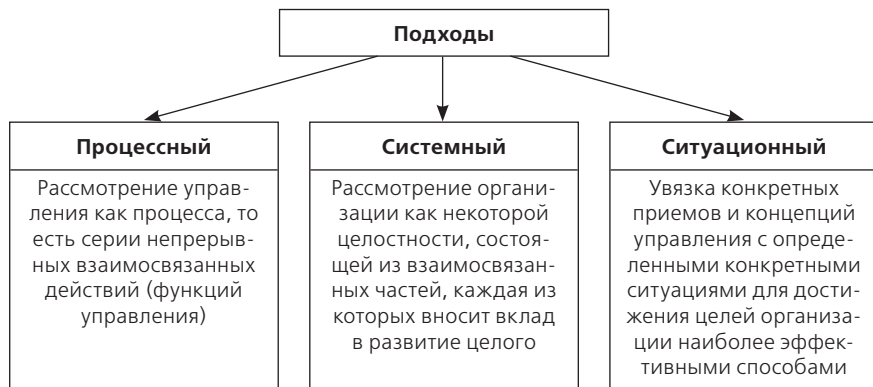 Подходы
Процессный
Рассмотрение управ-
ления как процесса, то
есть серии непрерыв-
ных взаимосвязанных
действий (функций
управления)
Системный
Рассмотрение органи-
зации как некоторой
целостности, состоя-
щей из взаимосвязан-
ных частей, каждая из
которых вносит вклад
в развитие целого
Ситуационный
Увязка конкретных
приемов и концепций
управления с опреде-
ленными конкретными
ситуациями для дости-
жения целей организа-
ции наиболее эффек-
тивными способами